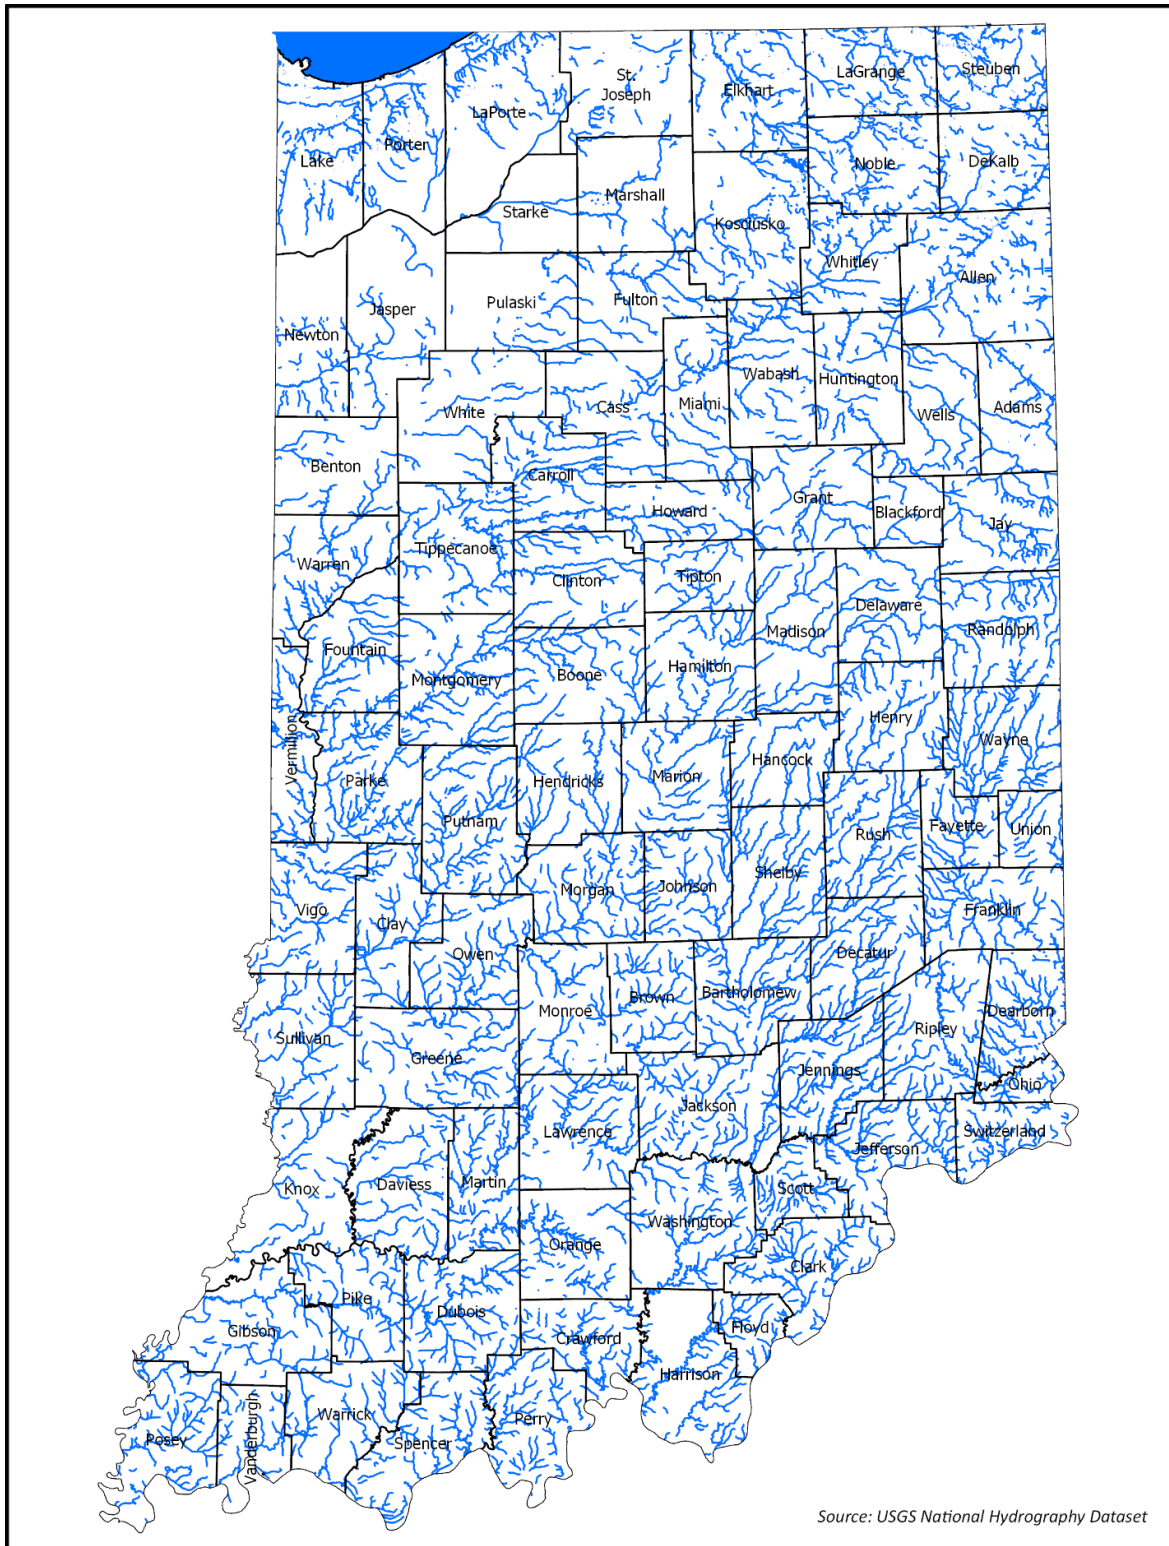 LaGrange
Steuben
St.
Joseph
Elkhart
LaPorte
Porter
Lake
Noble
DeKalb
Marshall
Starke
Kosciusko
Whitley
Allen
Pulaski
Fulton
Jasper
Newton
Wabash
Huntington
Miami
Cass
White
Wells
Adams
Benton
Carroll
Grant
Howard
Blackford
Jay
Tippecanoe
Warren
Clinton
Tipton
Delaware
Madison
Randolph
Fountain
Hamilton
Boone
Montgomery
Henry
Wayne
Vermillion
Hancock
Marion
Hendricks
Parke
Putnam
Fayette
Union
Rush
Shelby
Johnson
Morgan
Vigo
Franklin
Clay
Owen
Decatur
Bartholomew
Brown
Monroe
Dearborn
Ripley
Sullivan
Greene
Jennings
Ohio
Jackson
Lawrence
Switzerland
Jefferson
Knox
Daviess
Martin
Scott
Washington
Orange
Clark
Pike
Dubois
Gibson
Floyd
Crawford
Harrison
Warrick
Perry
Vanderburgh
Posey
Spencer
Source: USGS National Hydrography Dataset